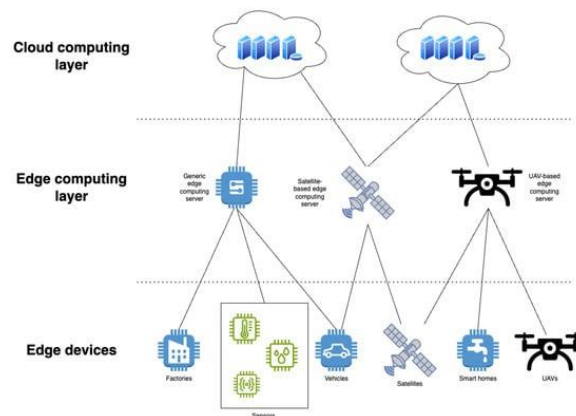 Cloud computing
layer
Edge computing
layer
Generic
edge
computing
server
Satellite-
based edge
computing
server
UAV-based
edge
computing
server
Edge devices
Factories
Sensors
Vehicles
Satellites
Smart homes
UAVs